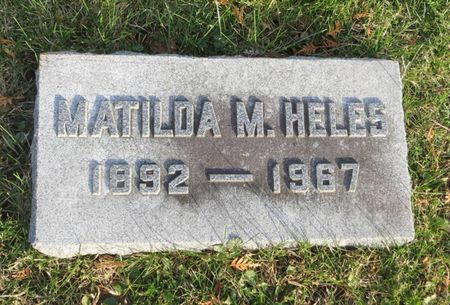 MATILDA M. HELES
1892 — 1967